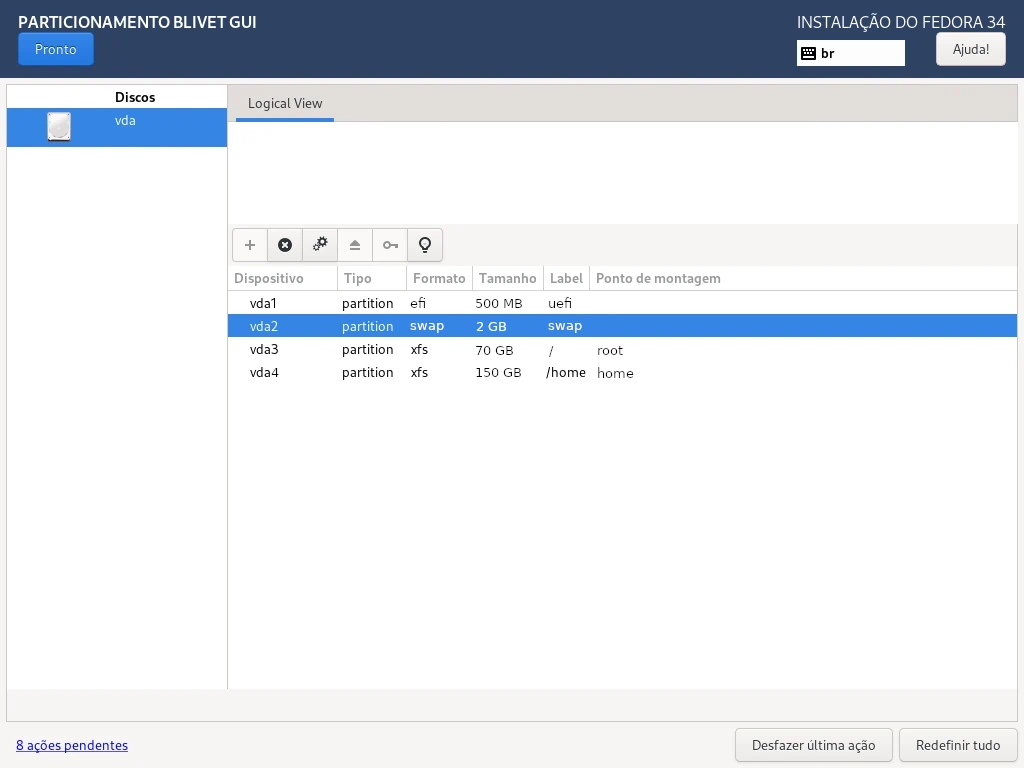 PARTICIONAMENTO BLIVET GUI
INSTALAÇÃO DO FEDORA 34
Pronto
br
Ajuda!
Discos
vda
Logical View
Dispositivo Tipo Formato Tamanho Label Ponto de montagem
vda1 partition efi 500 MB uefi
vda2 partition swap 2 GB swap
vda3 partition xfs 70 GB / root
vda4 partition xfs 150 GB /home home
8 ações pendentes
Desfazer última ação
Redefinir tudo